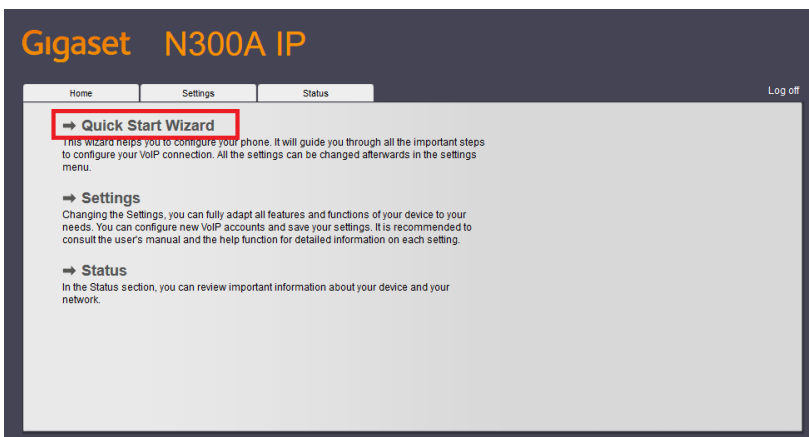 Gigaset N300A IP
Home Settings Status Log off
➞ Quick Start Wizard
This wizard helps you to configure your phone. It will guide you through all the important steps
to configure your VoIP connection. All the settings can be changed afterwards in the settings
menu.
➞ Settings
Changing the Settings, you can fully adapt all features and functions of your device to your
needs. You can configure new VoIP accounts and save your settings. It is recommended to
consult the user's manual and the help function for detailed information on each setting.
➞ Status
In the Status section, you can review important information about your device and your
network.